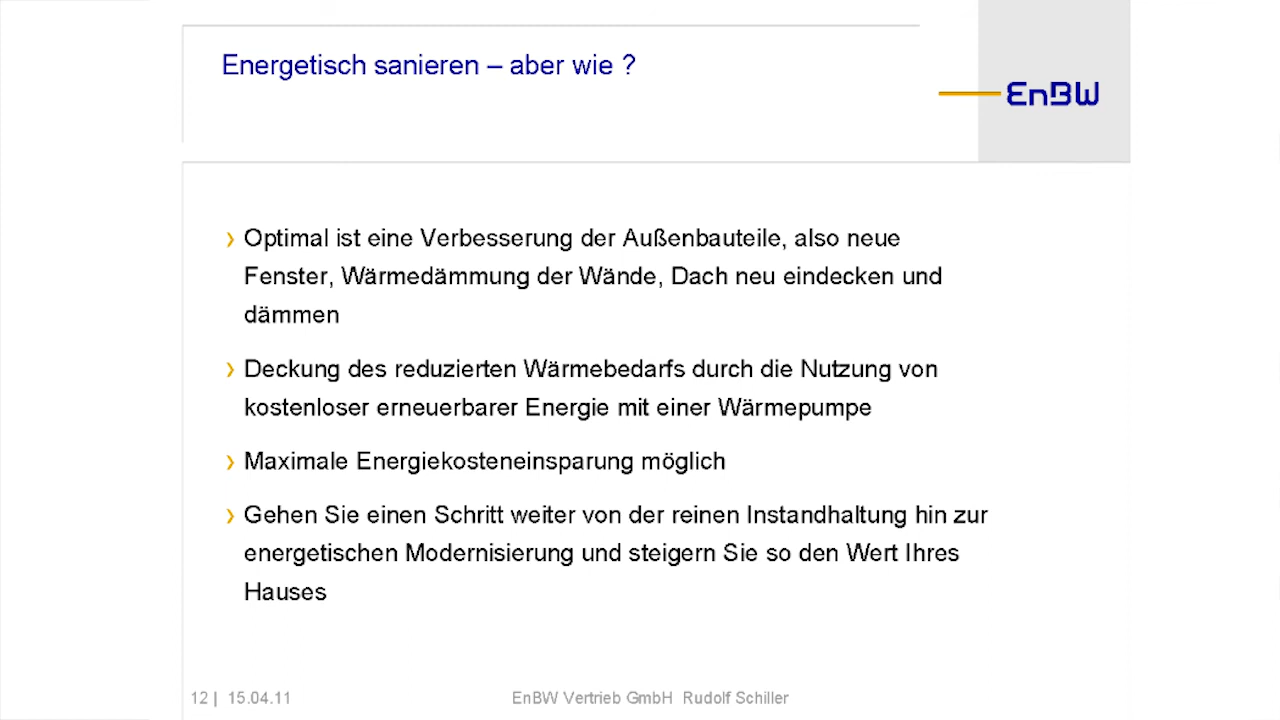 Energetisch sanieren – aber wie ?
EnBW
› Optimal ist eine Verbesserung der Außenbauteile, also neue
Fenster, Wärmedämmung der Wände, Dach neu eindecken und
dämmen
› Deckung des reduzierten Wärmebedarfs durch die Nutzung von
kostenloser erneuerbarer Energie mit einer Wärmepumpe
› Maximale Energiekosteneinsparung möglich
› Gehen Sie einen Schritt weiter von der reinen Instandhaltung hin zur
energetischen Modernisierung und steigern Sie so den Wert Ihres
Hauses
12 | 15.04.11 EnBW Vertrieb GmbH Rudolf Schiller